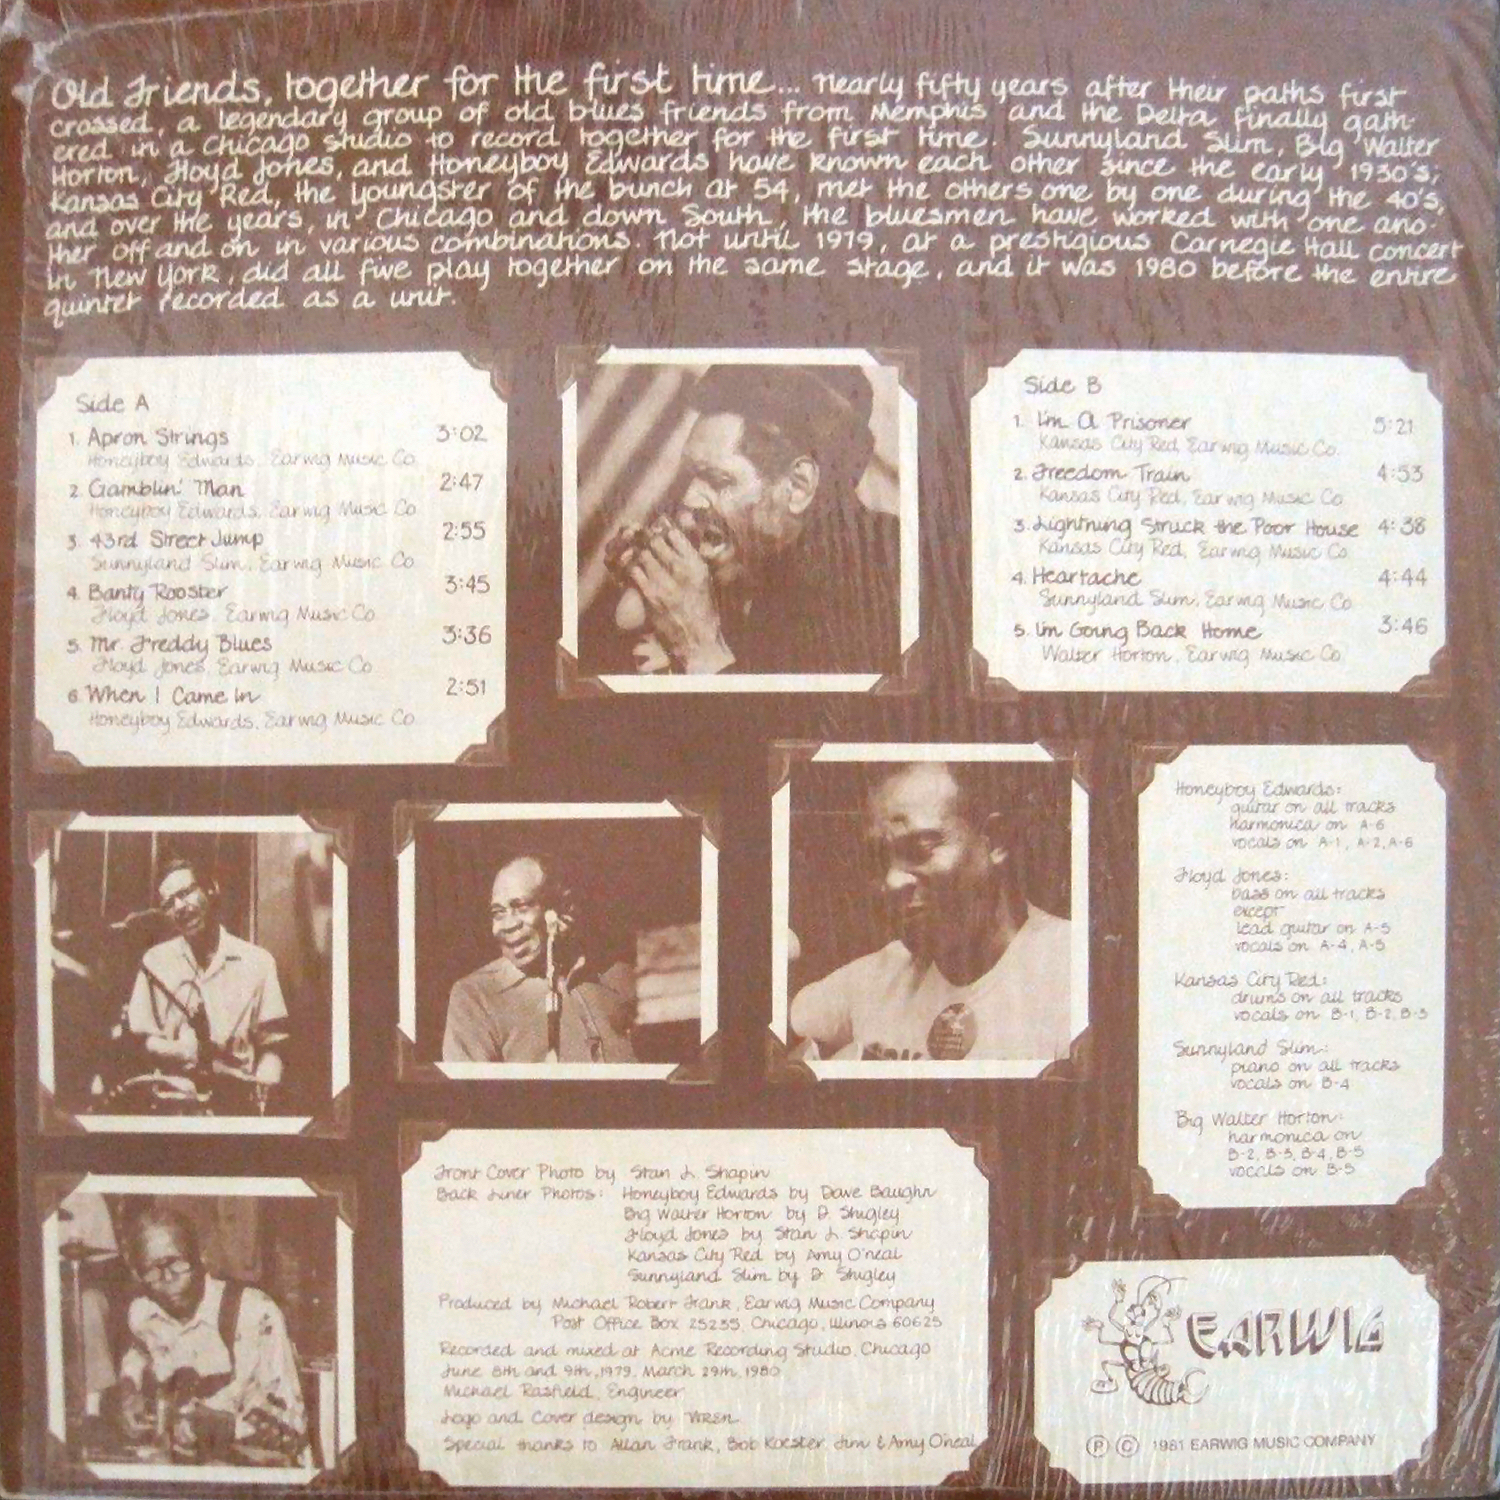 Old Friends, together for the first time... nearly fifty years after their paths first
crossed, a legendary group of old blues friends from Memphis and the Delta finally gath-
ered in a Chicago studio to record together for the first time. Sunnyland Slim, Big Walter
Horton, Floyd Jones, and Honeyboy Edwards have known each other since the early 1930's;
Kansas City Red, the youngster of the bunch at 54, met the others one by one during the 40's,
and over the years, in Chicago and down South, the bluesmen have worked with one ano-
ther off and on in various combinations. Not until 1979, at a prestigious Carnegie Hall concert
in New York, did all five play together on the same stage, and it was 1980 before the entire
quintet recorded as a unit.
Side A
1. Apron Strings 3:02
Honeyboy Edwards, Earwig Music Co.
2 Gamblin' Man 2:47
Honeyboy Edwards, Earwig Music Co
3. 43rd Street Jump 2:55
Sunnyland Slim, Earwig Music Co
4. Banty Rooster 3:45
Floyd Jones, Earwig Music Co
5. Mr. Freddy Blues 3:36
Floyd Jones, Earwig Music Co
6 When I Came In 2:51
Honeyboy Edwards, Earwig Music Co
Side B
1. I'm A Prisoner 5:21
Kansas City Red, Earwig Music Co.
2. Freedom Train 4:53
Kansas City Red, Earwig Music Co
3. Lightning Struck the Poor House 4:38
Kansas City Red, Earwig Music Co
4. Heartache 4:44
Sunnyland Slim, Earwig Music Co
5. I'm Going Back Home 3:46
Walter Horton, Earwig Music Co
Honeyboy Edwards:
guitar on all tracks
harmonica on A-6
vocals on A-1, A-2, A-6
Floyd Jones:
bass on all tracks
except
lead guitar on A-5
vocals on A-4, A-5
Kansas City Red:
drums on all tracks
vocals on B-1, B-2, B-3
Sunnyland Slim:
piano on all tracks
vocals on B-4
Big Walter Horton:
harmonica on
B-2, B-3, B-4, B-5
vocals on B-5
Front Cover Photo by Stan L. Shapin
Back Liner Photos: Honeyboy Edwards by Dave Baughn
Big Walter Horton by D Shigley
Floyd Jones by Stan L. Shapin
Kansas City Red by Amy O'neal
Sunnyland Slim by D. Shigley
Produced by Michael Robert Frank, Earwig Music Company
Post Office Box 25235, Chicago, Illinois 60625
Recorded and mixed at Acme Recording Studio, Chicago
June 8th and 9th, 1979, March 29th, 1980
Michael Rasfield, Engineer
Logo and Cover design by
Special thanks to Allan Frank, Bob Koester, Jim & Amy O'neal
EARWIG
℗ © 1981 EARWIG MUSIC COMPANY